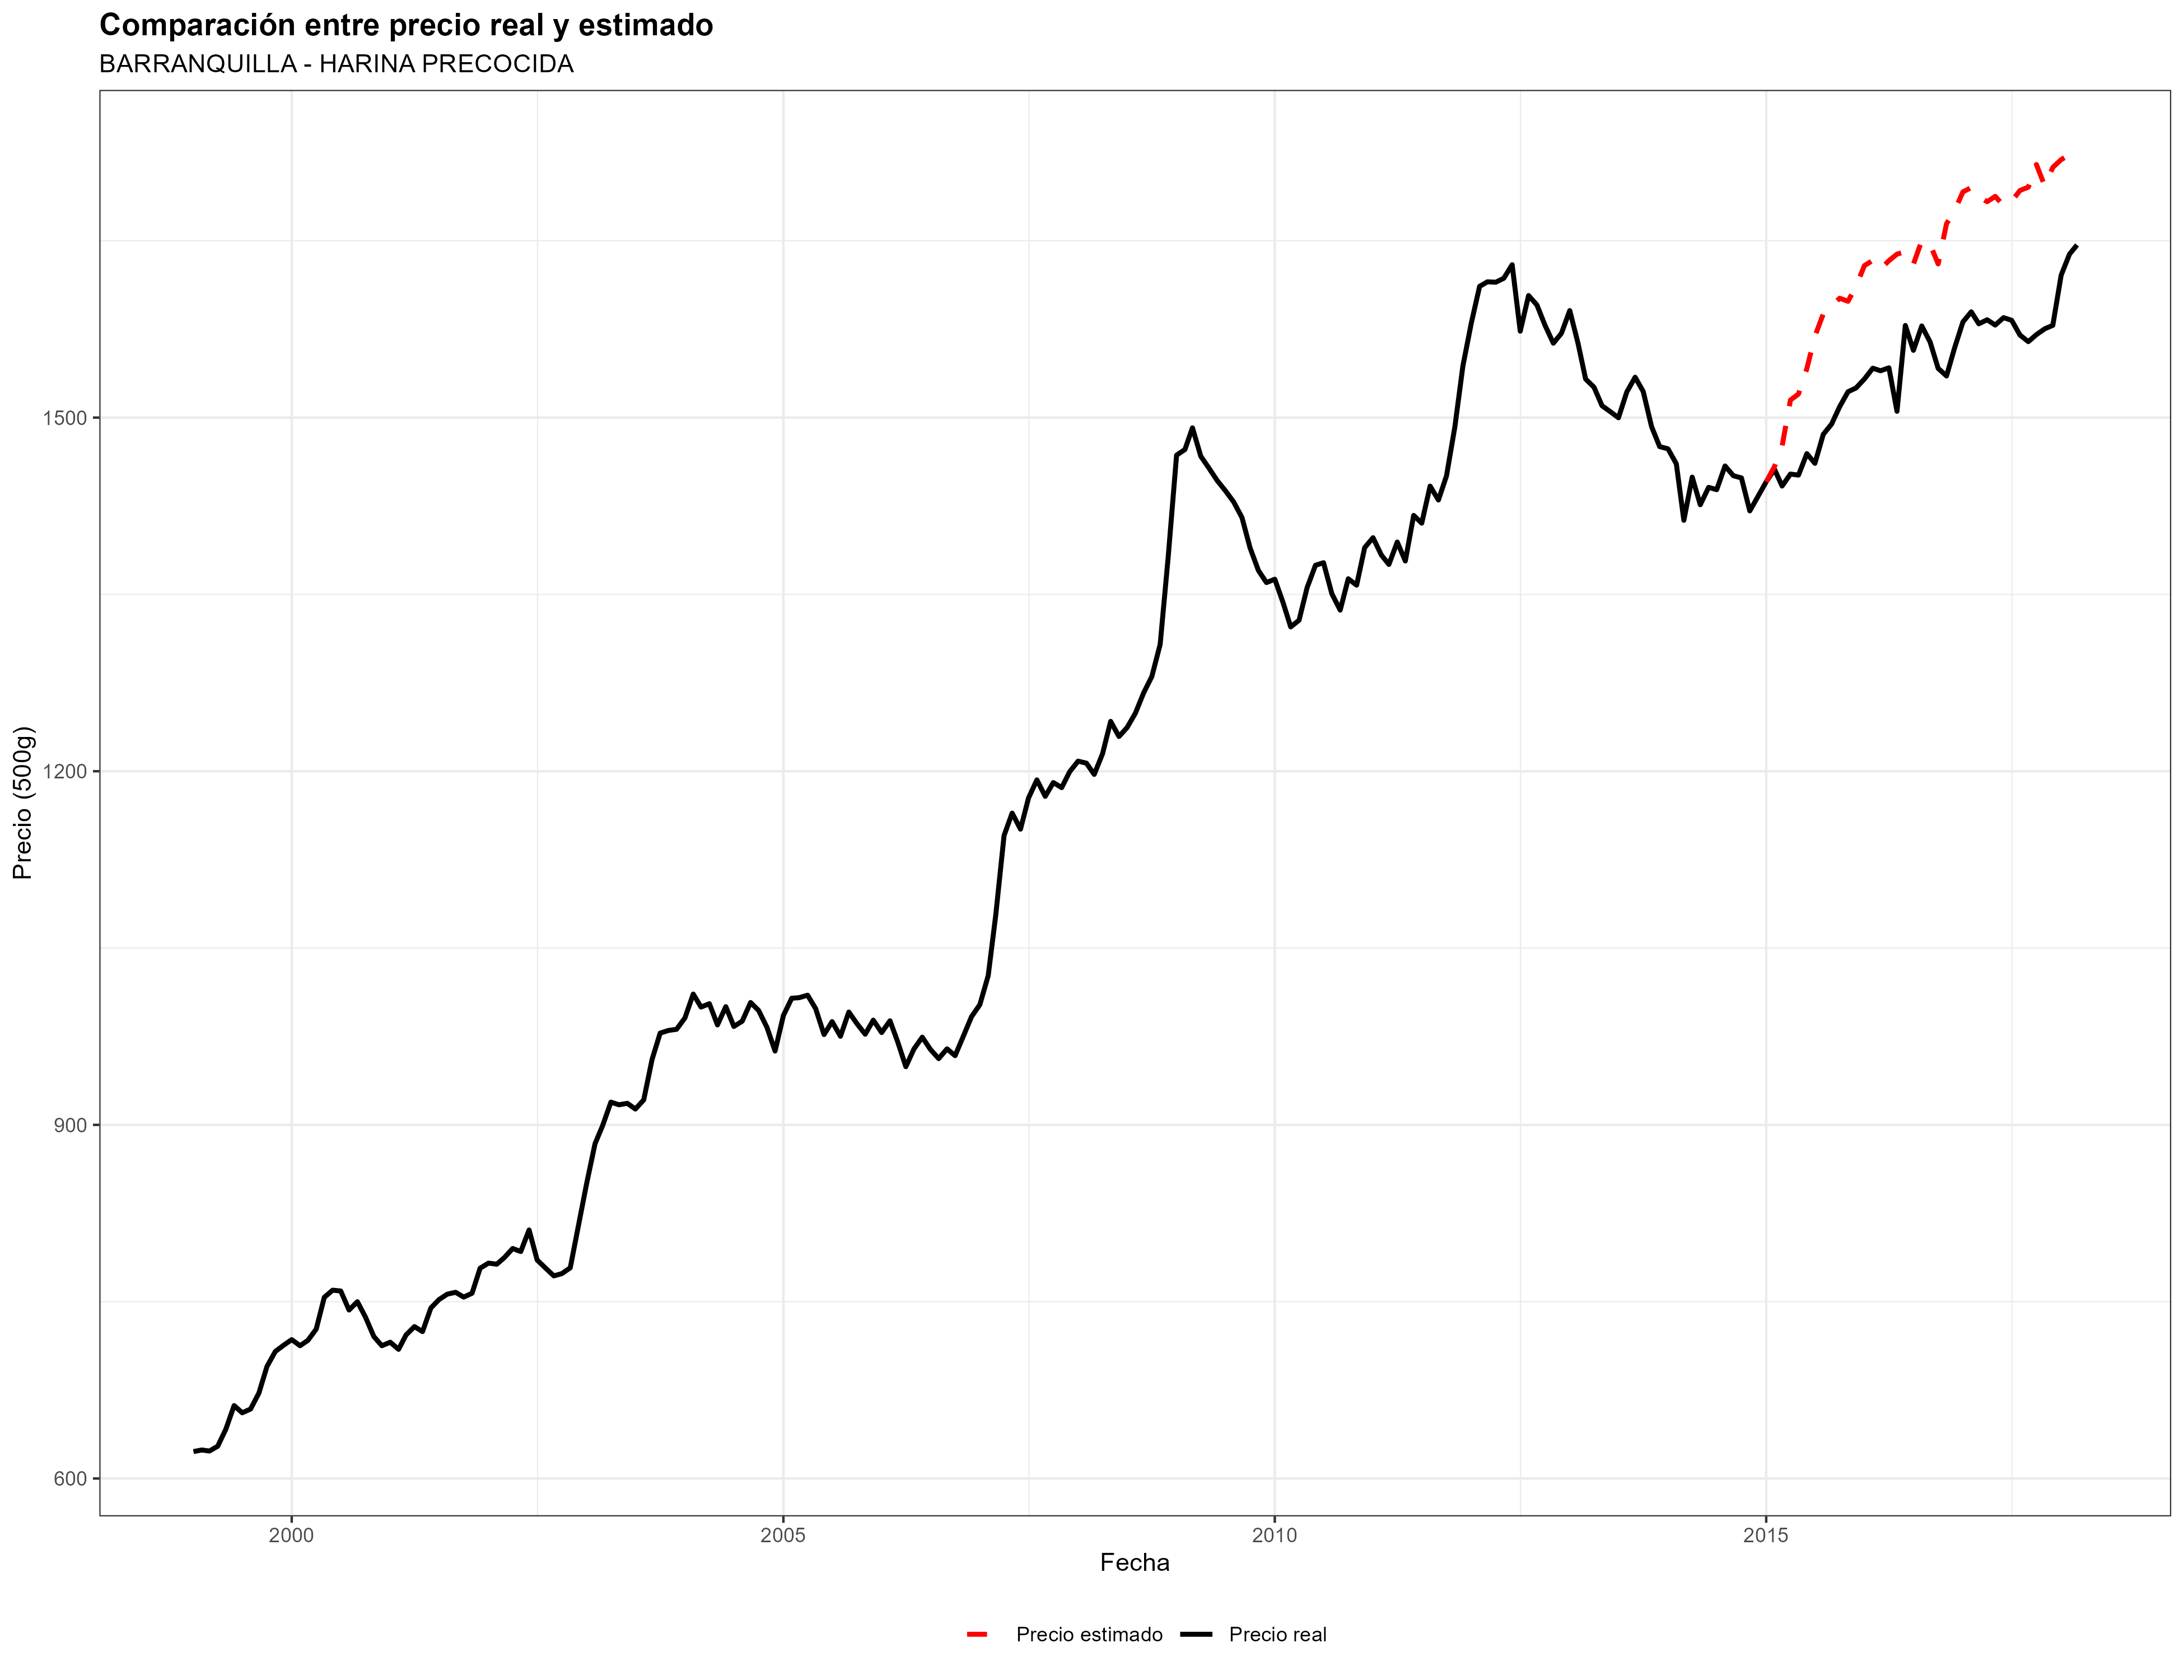 Comparación entre precio real y estimado
BARRANQUILLA - HARINA PRECOCIDA
Precio (500g)
1500
1200
900
600
2000 2005 2010 2015
Fecha
Precio estimado Precio real